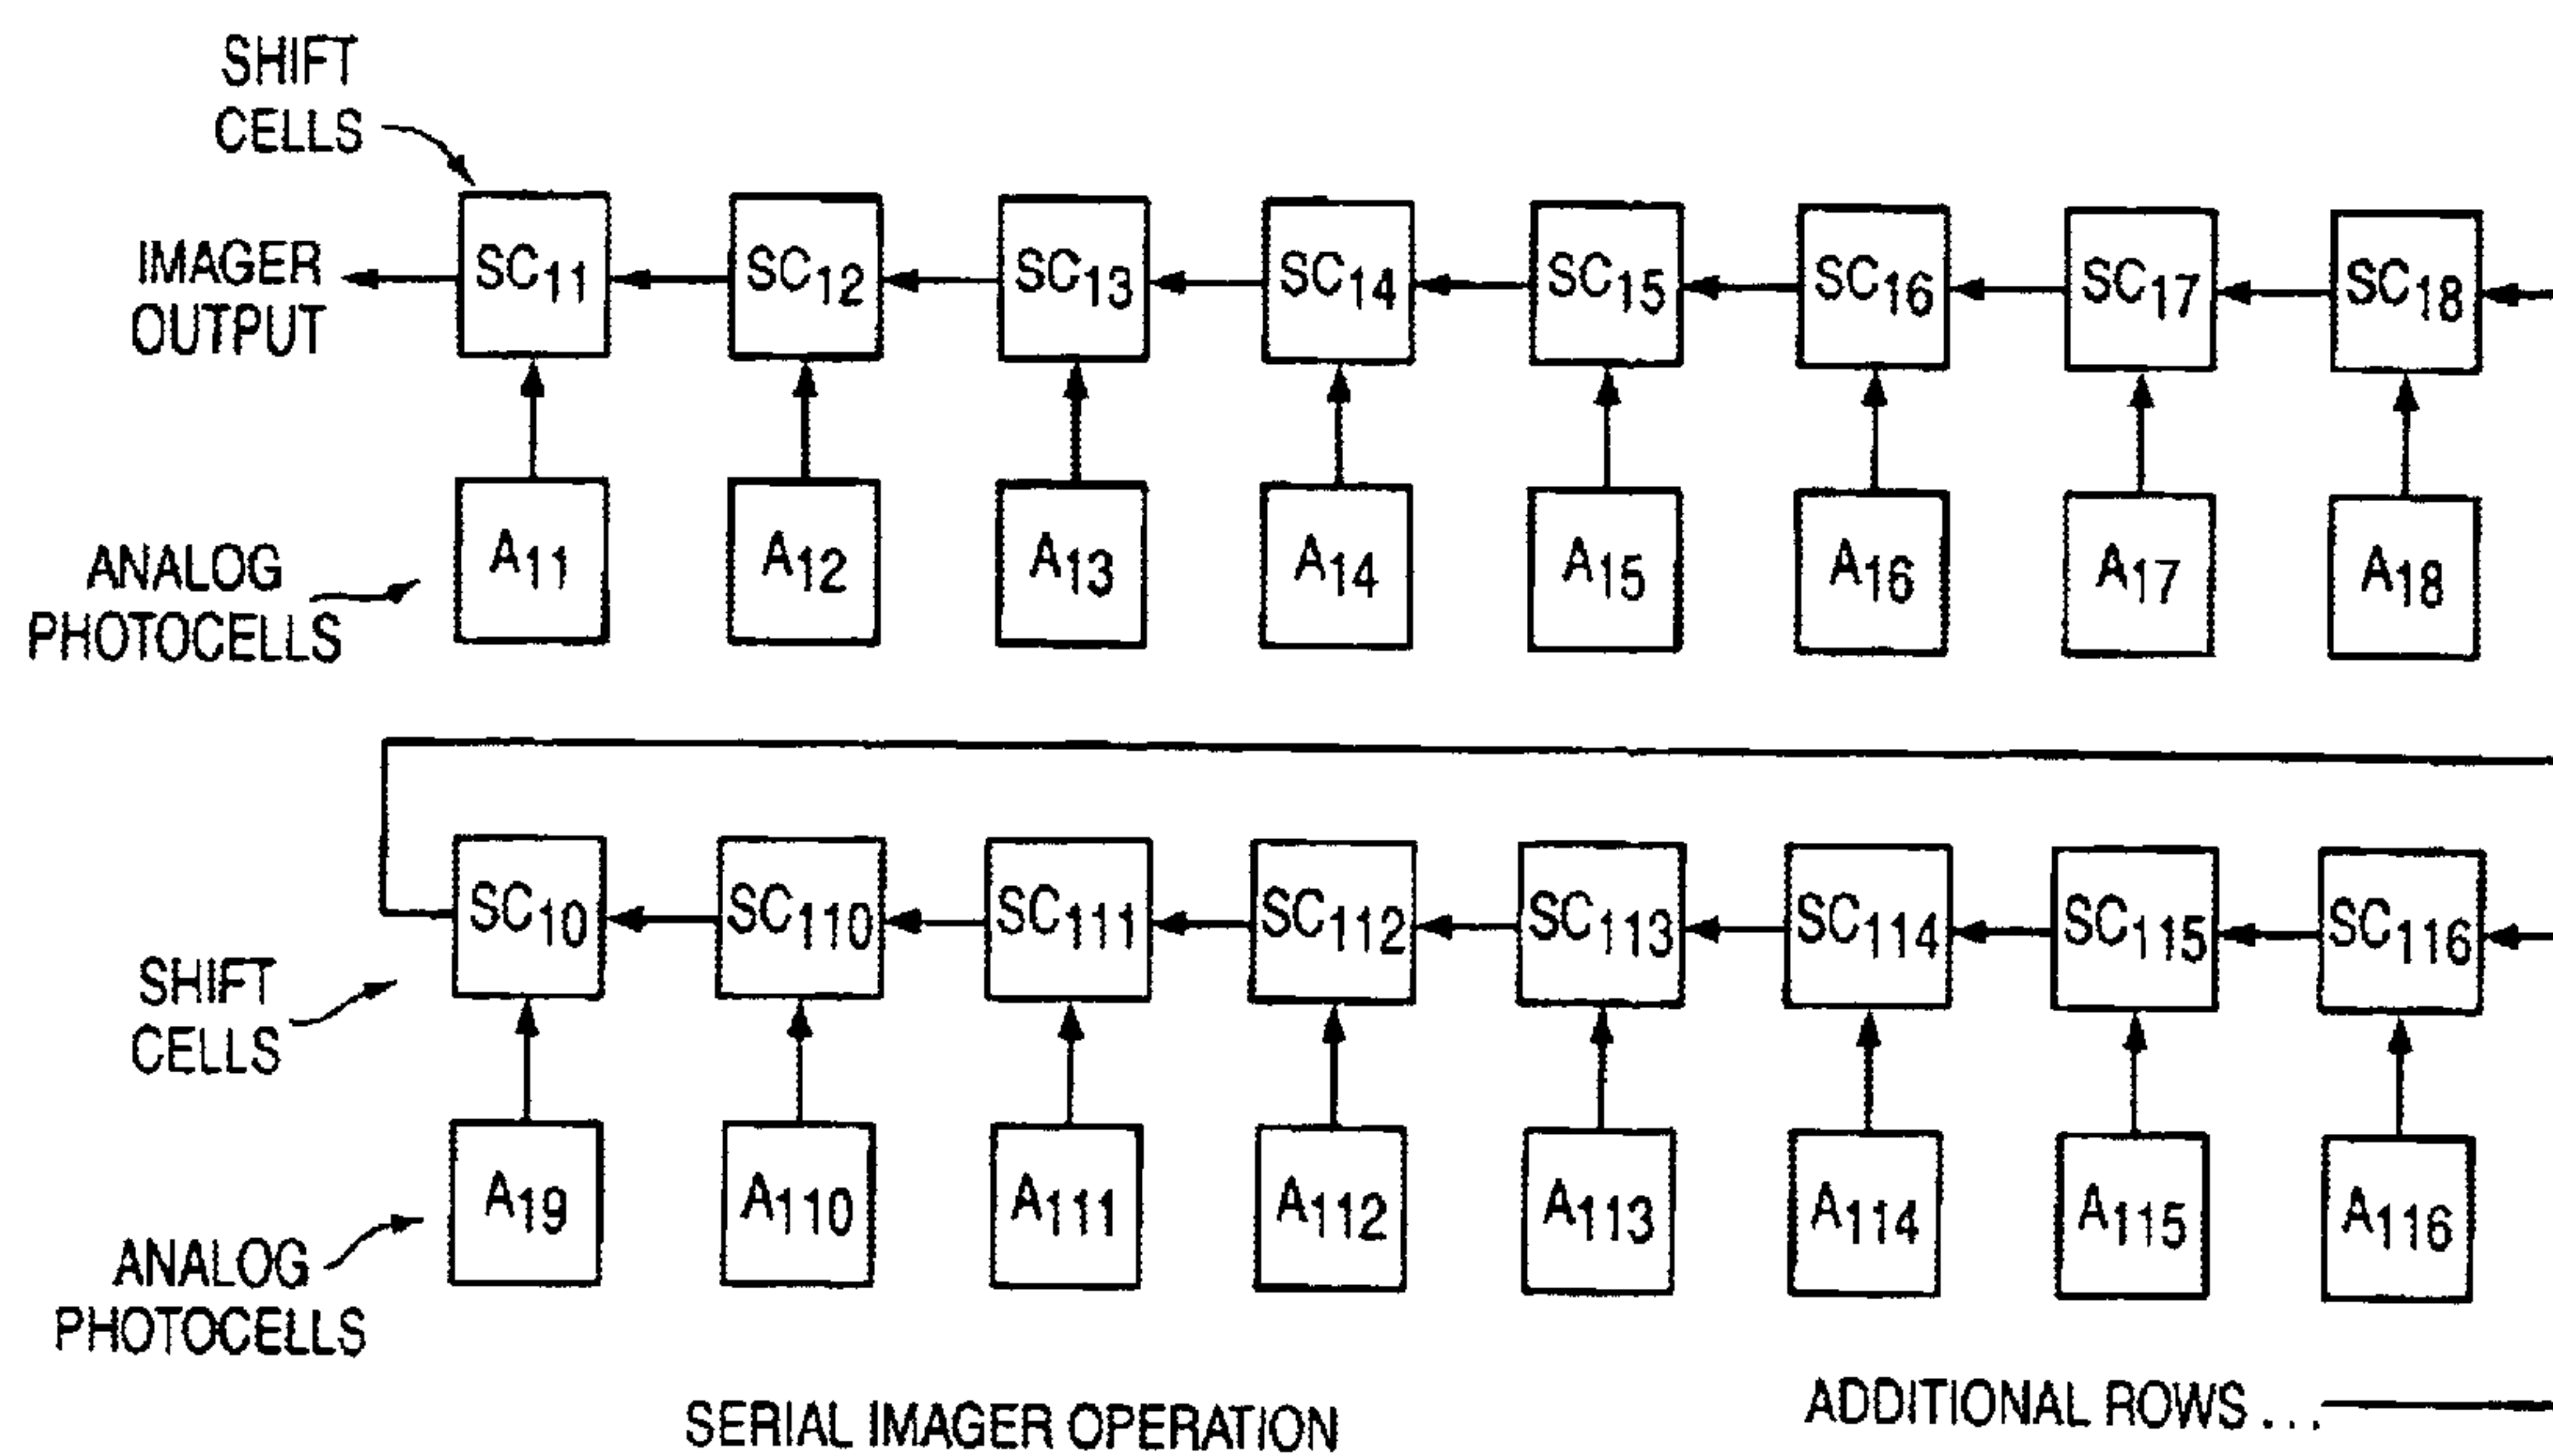 SHIFT
CELLS
IMAGER
OUTPUT
SC11 SC12 SC13 SC14 SC15 SC16 SC17 SC18
ANALOG
PHOTOCELLS
A11 A12 A13 A14 A15 A16 A17 A18
SC10 SC110 SC111 SC112 SC113 SC114 SC115 SC116
SHIFT
CELLS
A19 A110 A111 A112 A113 A114 A115 A116
ANALOG
PHOTOCELLS
SERIAL IMAGER OPERATION
ADDITIONAL ROWS . . .